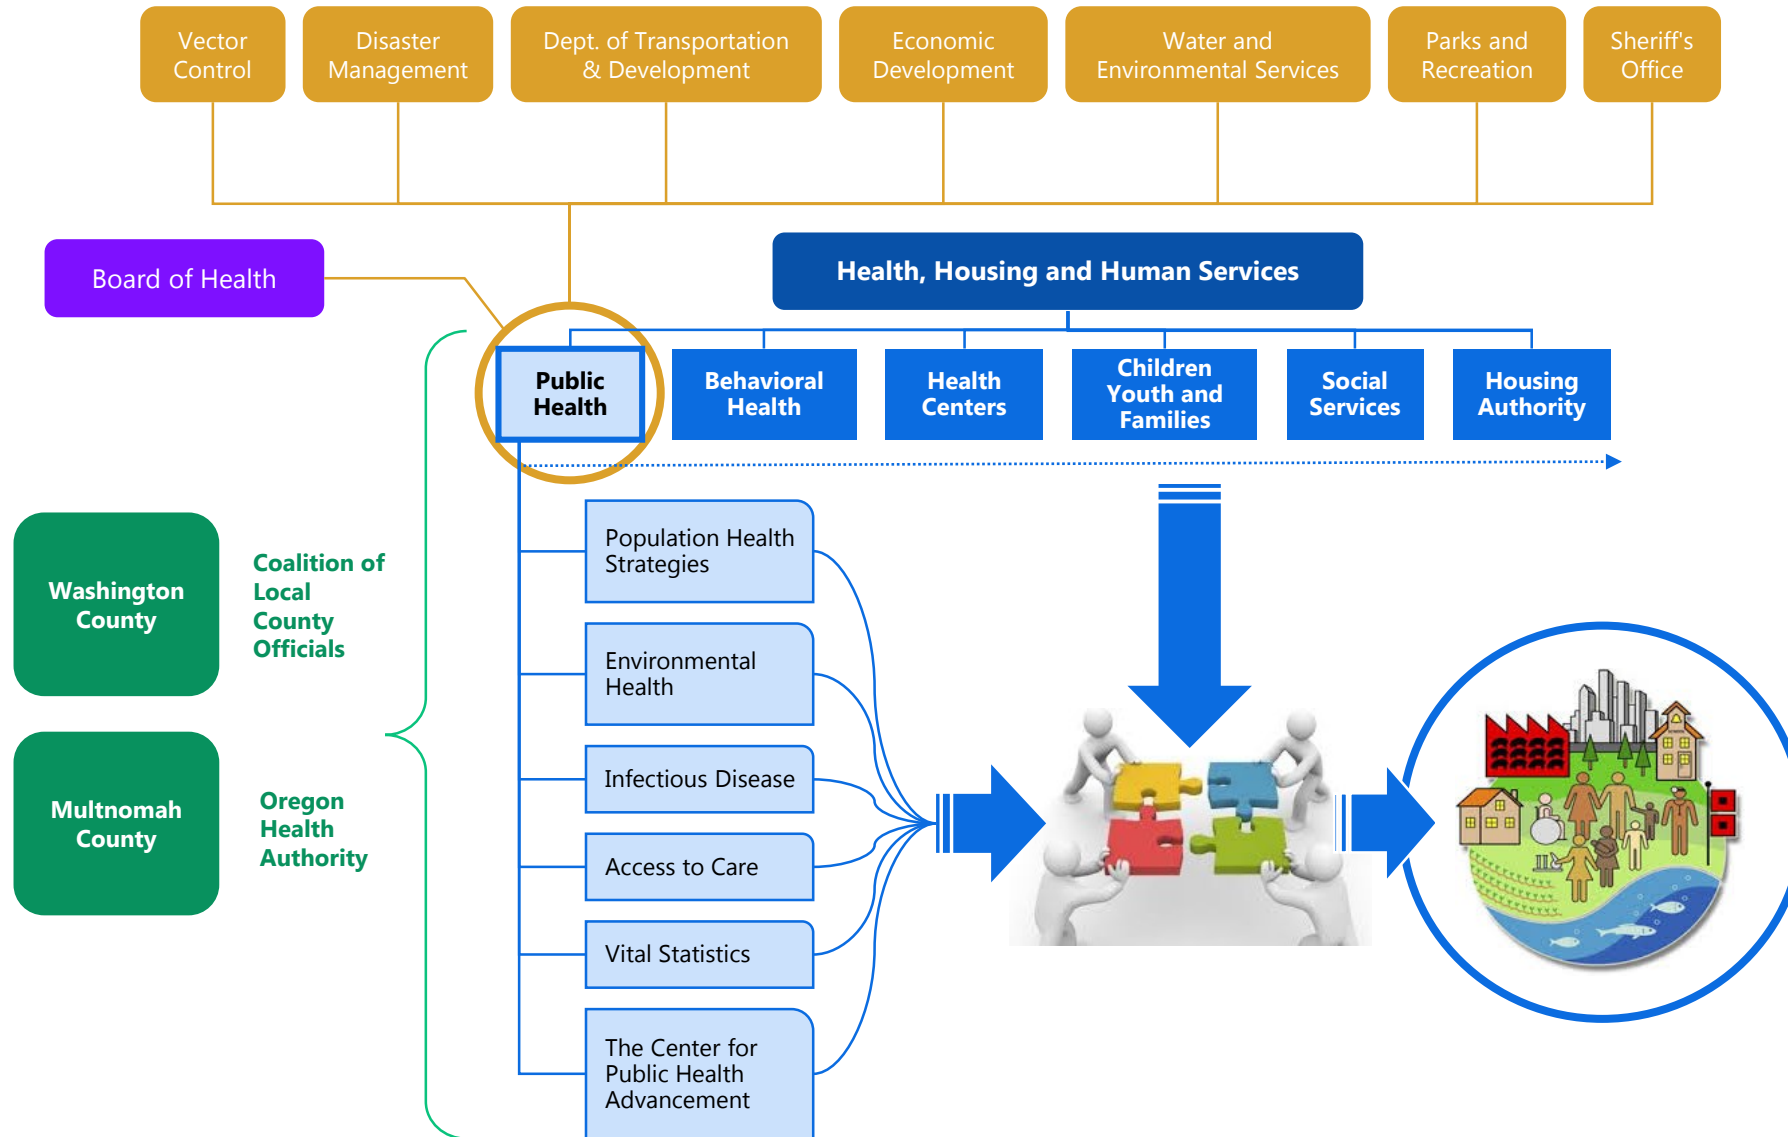 Vector
Control
Disaster
Management
Dept. of Transportation
& Development
Economic
Development
Water and
Environmental Services
Parks and
Recreation
Sheriff's
Office
Board of Health
Health, Housing and Human Services
Public
Health
Behavioral
Health
Health
Centers
Children
Youth and
Families
Social
Services
Housing
Authority
Washington
County
Coalition of
Local
County
Officials
Multnomah
County
Oregon
Health
Authority
Population Health
Strategies
Environmental
Health
Infectious Disease
Access to Care
Vital Statistics
The Center for
Public Health
Advancement